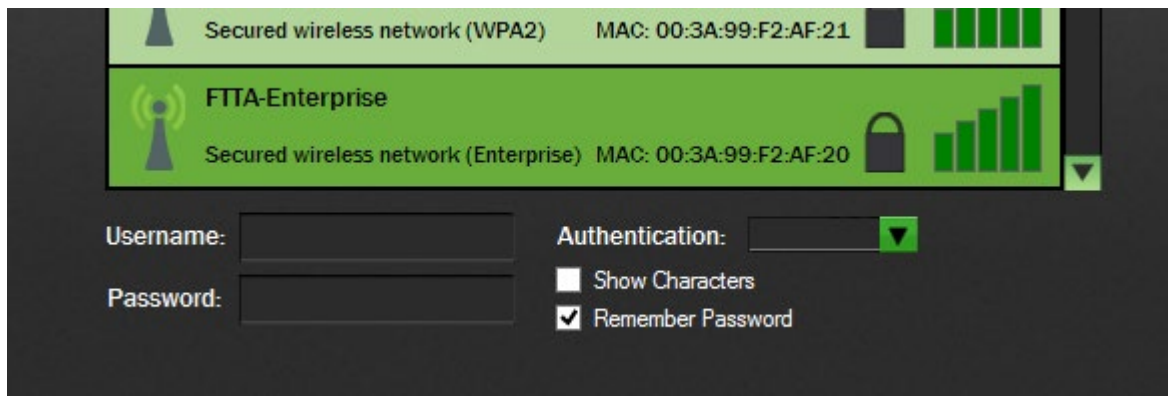 Secured wireless network (WPA2) MAC: 00:3A:99:F2:AF:21
FTTA-Enterprise
Secured wireless network (Enterprise) MAC: 00:3A:99:F2:AF:20
Username: Authentication:
Show Characters
Password:
Remember Password